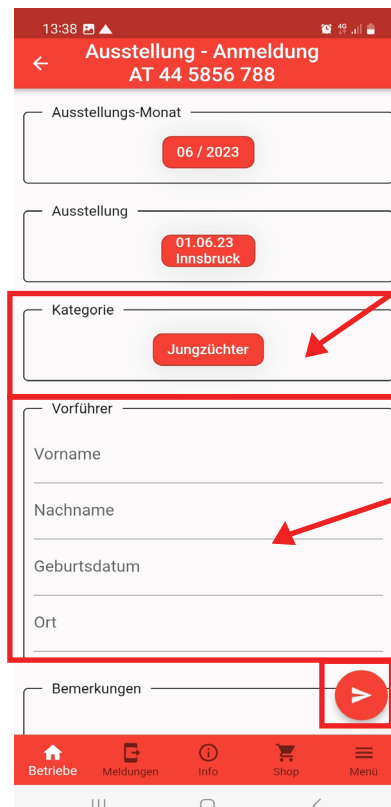 13:38
4G
Ausstellung - Anmeldung
AT 44 5856 788
Ausstellungs-Monat
06 / 2023
Ausstellung
01.06.23
Innsbruck
Kategorie
Jungzüchter
Vorführer
Vorname
Nachname
Geburtsdatum
Ort
Bemerkungen
Betriebe Meldungen Info Shop Menü